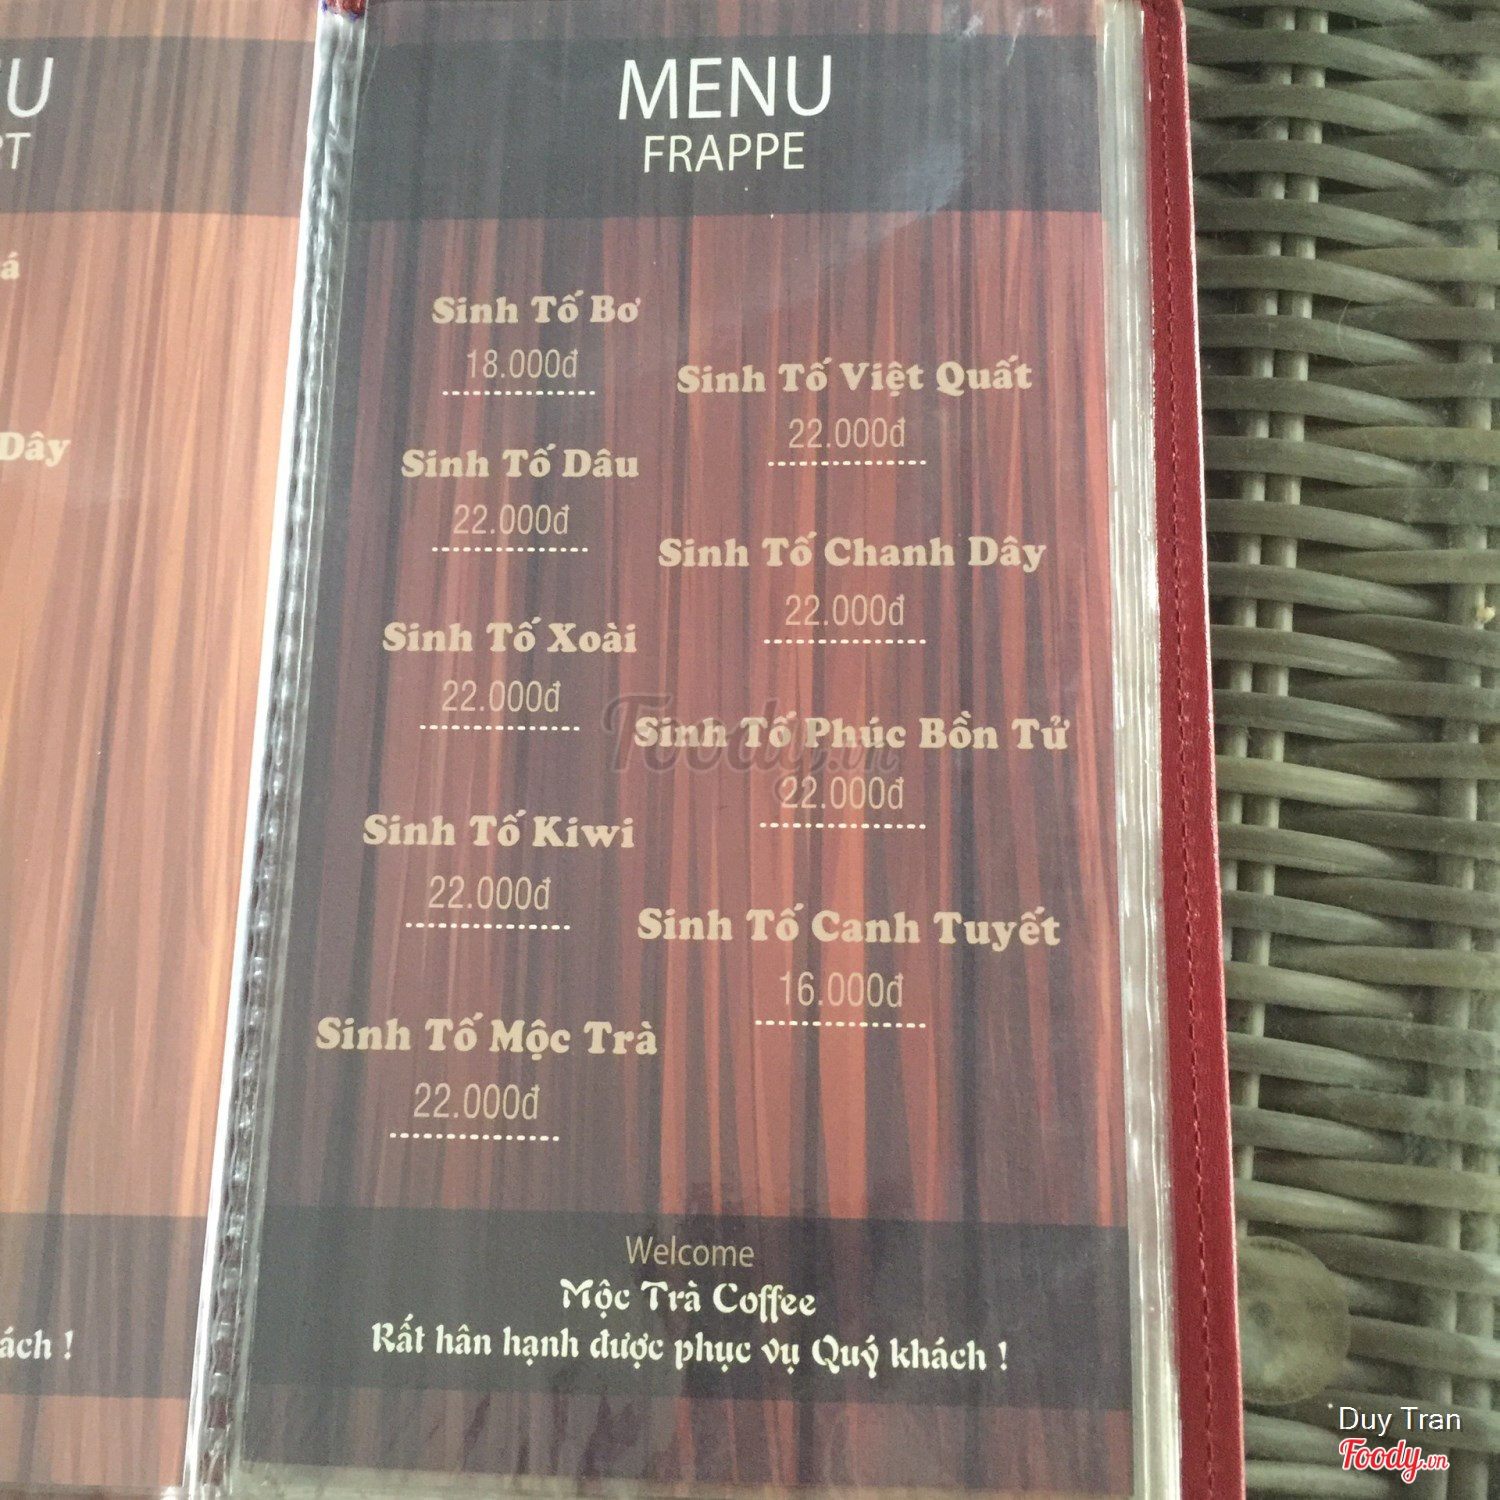 MENU
FRAPPE
Sinh Tố Bơ
18.000đ
Sinh Tố Dâu
22.000đ
Sinh Tố Xoài
22.000đ
Sinh Tố Kiwi
22.000đ
Sinh Tố Mộc Trà
22.000đ
Sinh Tố Việt Quất
22.000đ
Sinh Tố Chanh Dây
22.000đ
Sinh Tố Phúc Bồn Tử
22.000đ
Sinh Tố Canh Tuyết
16.000đ
Welcome
Mộc Trà Coffee
Rất hân hạnh được phục vụ Quý khách !
Dây
Foody.vn
Duy Tran
Foody.vn